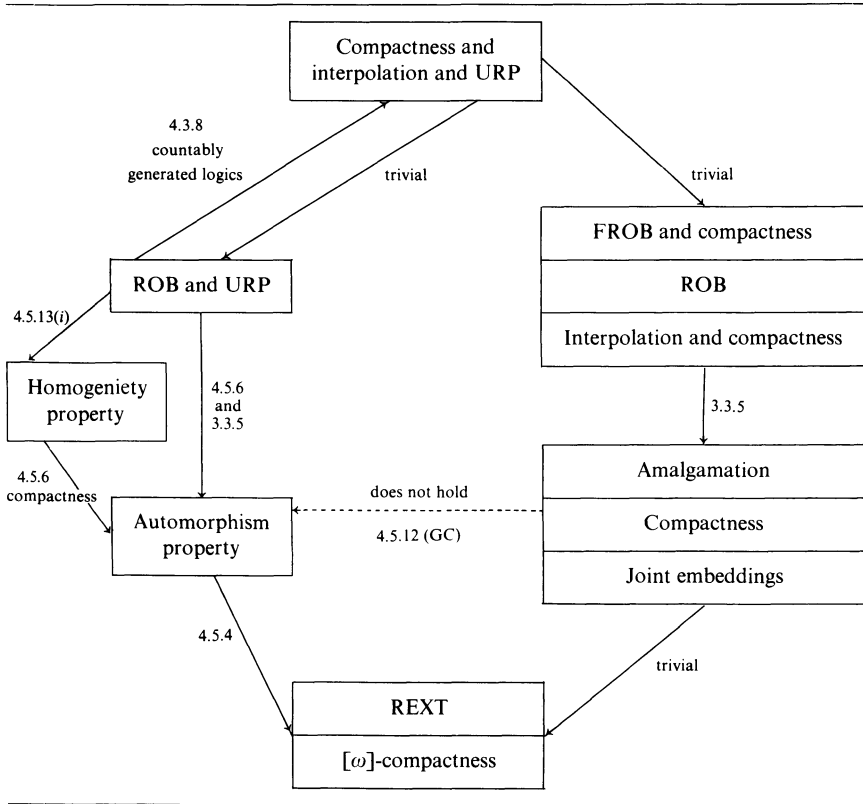 Compactness and
interpolation and URP
4.3.8
countably
generated logics
trivial
trivial
FROB and compactness
ROB and URP
ROB
4.5.13(i)
Interpolation and compactness
Homogeniety
property
4.5.6
and
3.3.5
3.3.5
4.5.6
compactness
Amalgamation
does not hold
Automorphism
property
4.5.12 (GC)
Compactness
Joint embeddings
4.5.4
trivial
REXT
[ω]-compactness